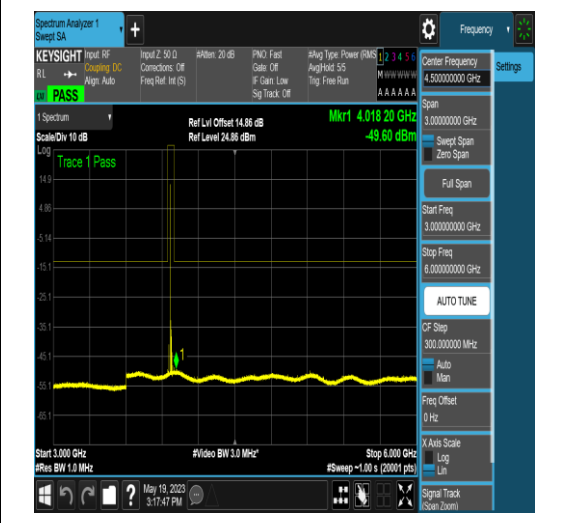 Spectrum Analyzer 1
Swept SA
Frequency
KEYSIGHT
RL
PASS
Input: RF
Coupling: DC
Align: Auto
Input Z: 50 Ω
Corrections: Off
Freq Ref: Int (S)
#Atten: 20 dB
PNO: Fast
Gate: Off
IF Gain: Low
Sig Track: Off
#Avg Type: Power (RMS
Avg|Hold: 5/5
Trig: Free Run
1 2 3 4 5 6
M W W W W W
A A A A A A
1 Spectrum
Scale/Div 10 dB
Ref Lvl Offset 14.86 dB
Ref Level 24.86 dBm
Mkr1 4.018 20 GHz
-49.60 dBm
Log
Trace 1 Pass
14.9
4.86
-5.14
-15.1
-25.1
-35.1
-45.1
-55.1
-65.1
1
Start 3.000 GHz
#Res BW 1.0 MHz
#Video BW 3.0 MHz*
Stop 6.000 GHz
#Sweep ~1.00 s (20001 pts)
May 19, 2023
3:17:47 PM
?
Center Frequency
4.500000000 GHz
Settings
Span
3.00000000 GHz
Swept Span
Zero Span
Full Span
Start Freq
3.000000000 GHz
Stop Freq
6.000000000 GHz
AUTO TUNE
CF Step
300.000000 MHz
Auto
Man
Freq Offset
0 Hz
X Axis Scale
Log
Lin
Signal Track
(Span Zoom)